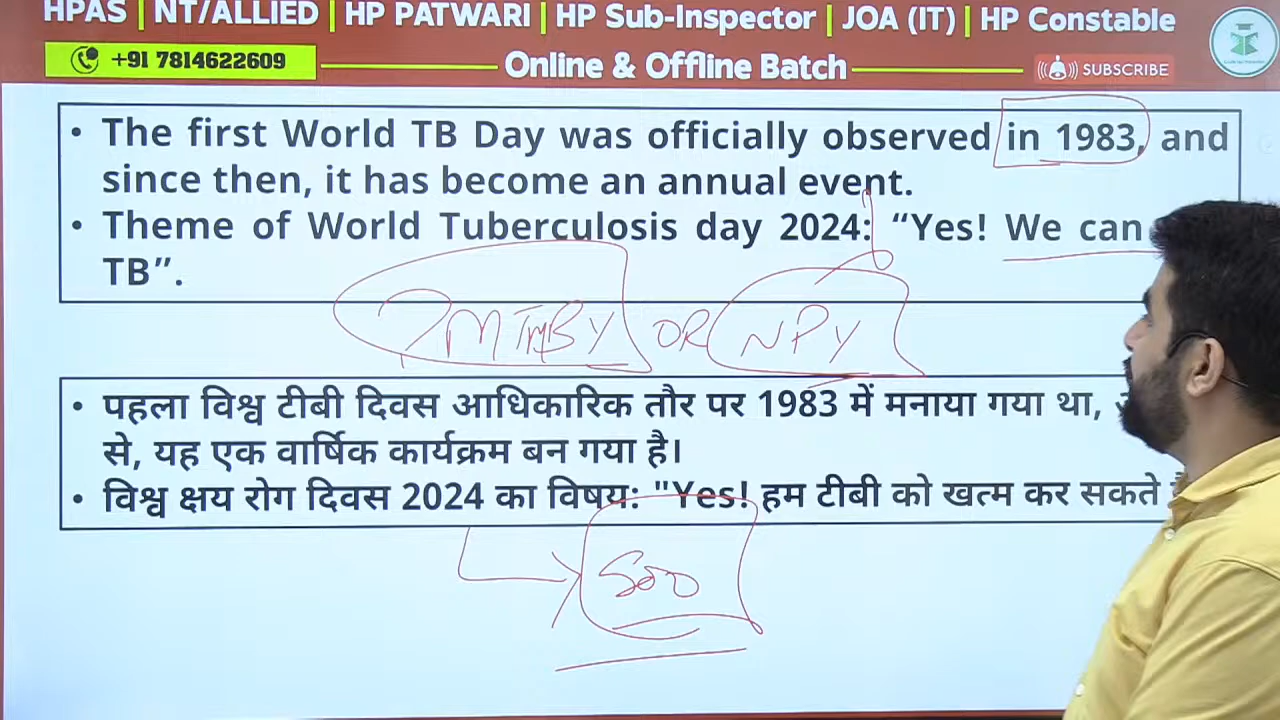 HPAS | NT/ALLIED | HP PATWARI | HP Sub-Inspector | JOA (IT) | HP Constable
+91 7814622609
Online & Offline Batch
SUBSCRIBE
• The first World TB Day was officially observed in 1983, and
since then, it has become an annual event.
• Theme of World Tuberculosis day 2024: “Yes! We can
TB”.
OR NPY
• पहला विश्व टीबी दिवस आधिकारिक तौर पर 1983 में मनाया गया था,
से, यह एक वार्षिक कार्यक्रम बन गया है।
• विश्व क्षय रोग दिवस 2024 का विषय: "Yes! हम टीबी को खत्म कर सकते
500